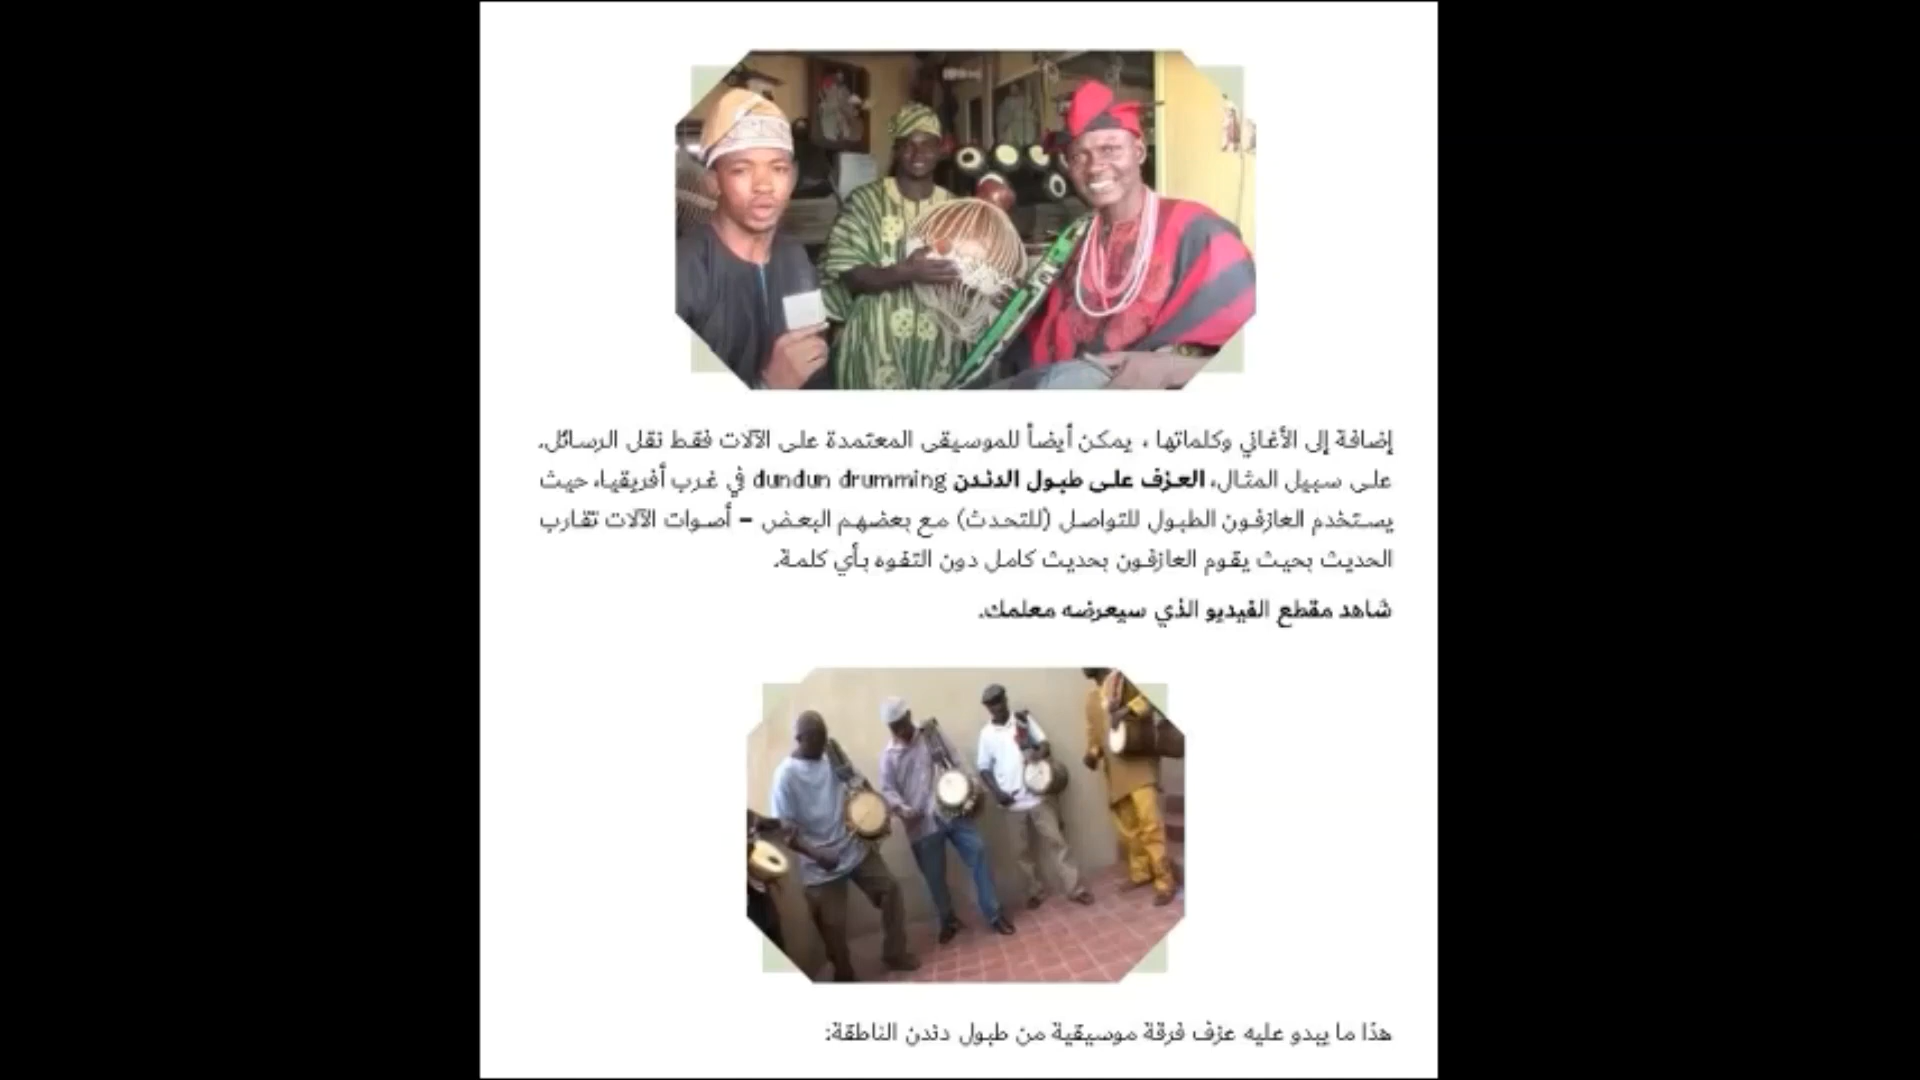 إضافة إلى الأغاني وكلماتها ، يمكن أيضاً للموسيقى المعتمدة على الآلات فقط نقل الرسائل.
على سبيل المثال، العزف على طبول الدندن dundun drumming في غرب أفريقيا، حيث
يستخدم العازفون الطبول للتواصل (للتحدث) مع بعضهم البعض – أصوات الآلات تقارب
الحديث بحيث يقوم العازفون بحديث كامل دون التفوه بأي كلمة.
شاهد مقطع الفيديو الذي سيعرضه معلمك.
هذا ما يبدو عليه عزف فرقة موسيقية من طبول دندن الناطقة: